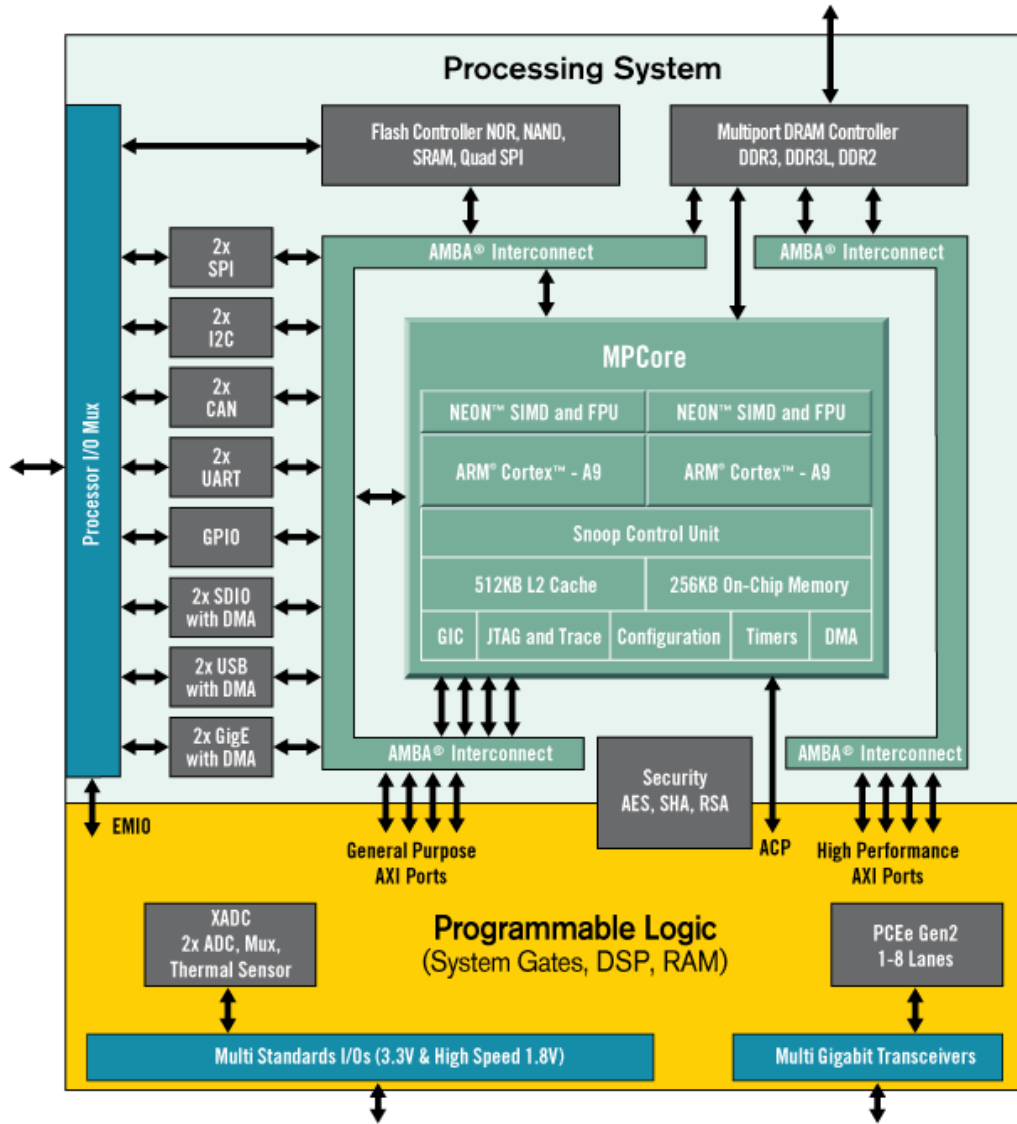 Processing System
Flash Controller NOR, NAND,
SRAM, Quad SPI
Multiport DRAM Controller
DDR3, DDR3L, DDR2
AMBA® Interconnect
AMBA® Interconnect
Processor I/O Mux
2x
SPI
2x
I2C
2x
CAN
2x
UART
GPIO
2x SDIO
with DMA
2x USB
with DMA
2x GigE
with DMA
MPCore
NEON™ SIMD and FPU
NEON™ SIMD and FPU
ARM® Cortex™ - A9
ARM® Cortex™ - A9
Snoop Control Unit
512KB L2 Cache
256KB On-Chip Memory
GIC
JTAG and Trace
Configuration
Timers
DMA
AMBA® Interconnect
AMBA® Interconnect
Security
AES, SHA, RSA
EMIO
General Purpose
AXI Ports
ACP
High Performance
AXI Ports
XADC
2x ADC, Mux,
Thermal Sensor
Programmable Logic
(System Gates, DSP, RAM)
PCEe Gen2
1-8 Lanes
Multi Standards I/Os (3.3V & High Speed 1.8V)
Multi Gigabit Transceivers